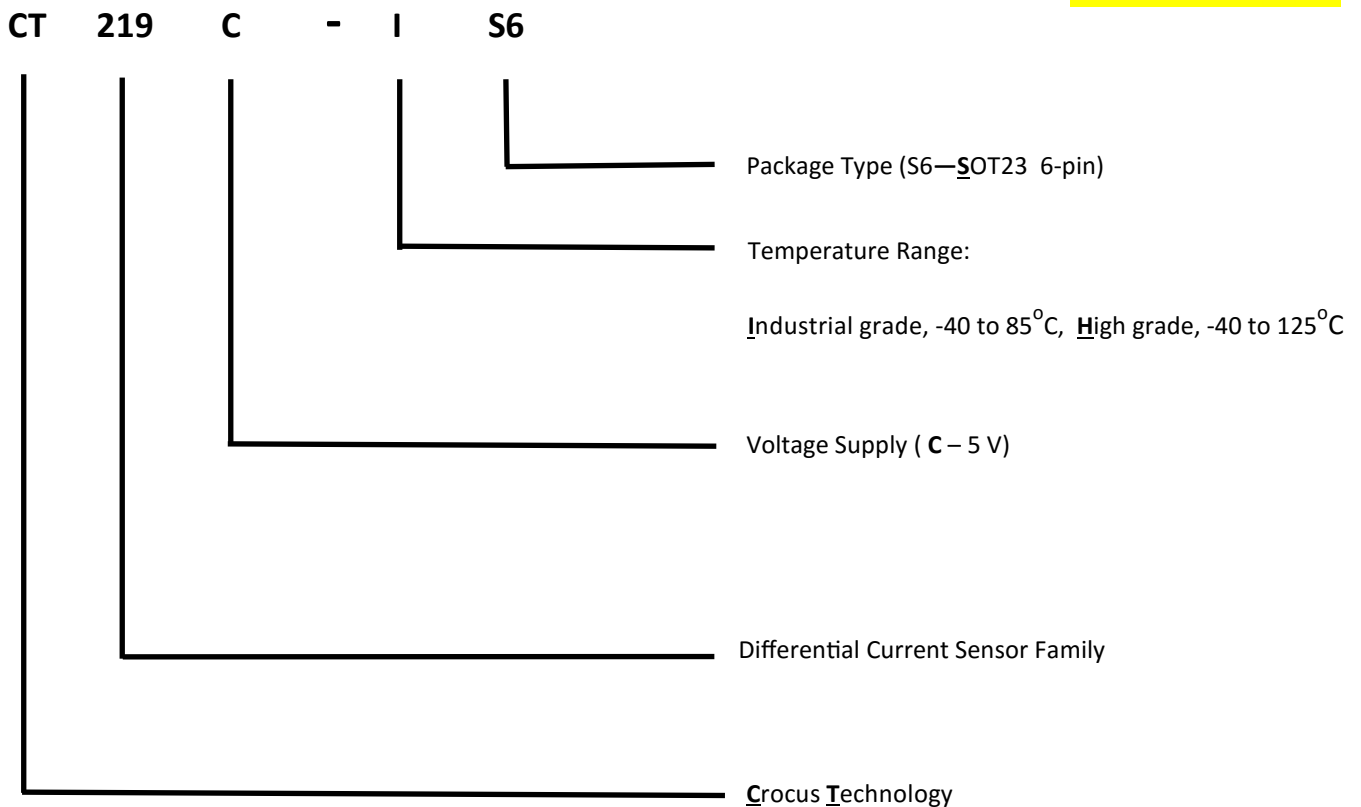 CT 219 C - I S6
Package Type (S6—SOT23 6-pin)
Temperature Range:
Industrial grade, -40 to 85°C, High grade, -40 to 125°C
Voltage Supply ( C – 5 V)
Differential Current Sensor Family
Crocus Technology